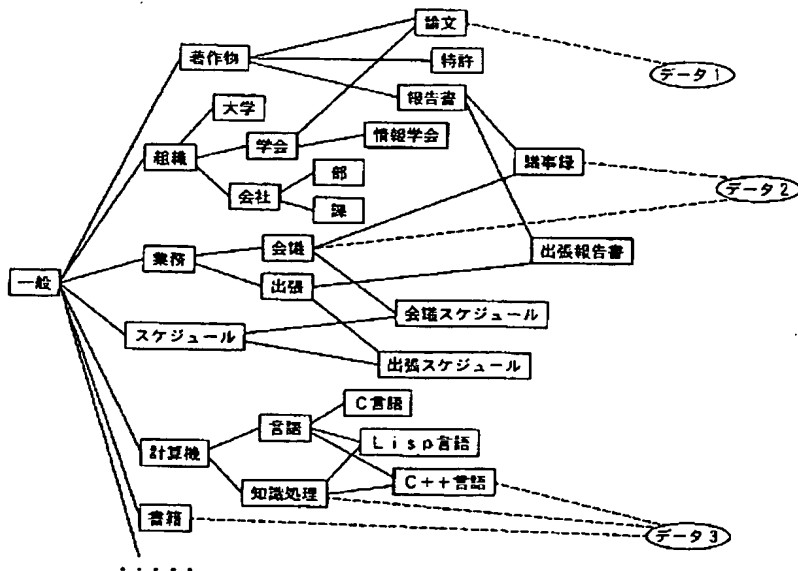 論文
著作物
特許
データ1
報告書
大学
情報学会
学会
組織
議事録
部
会社
データ2
課
会議
業務
出張報告書
一般
出張
会議スケジュール
スケジュール
出張スケジュール
C言語
言語
Lisp言語
計算機
C++言語
知識処理
書籍
データ3
・・・・・